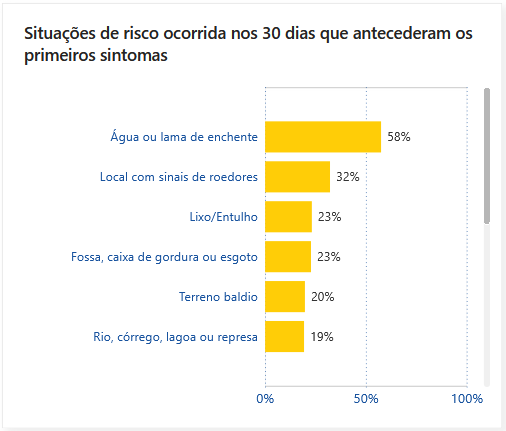 Situações de risco ocorrida nos 30 dias que antecederam os
primeiros sintomas
Água ou lama de enchente 58%
Local com sinais de roedores 32%
Lixo/Entulho 23%
Fossa, caixa de gordura ou esgoto 23%
Terreno baldio 20%
Rio, córrego, lagoa ou represa 19%
0% 50% 100%